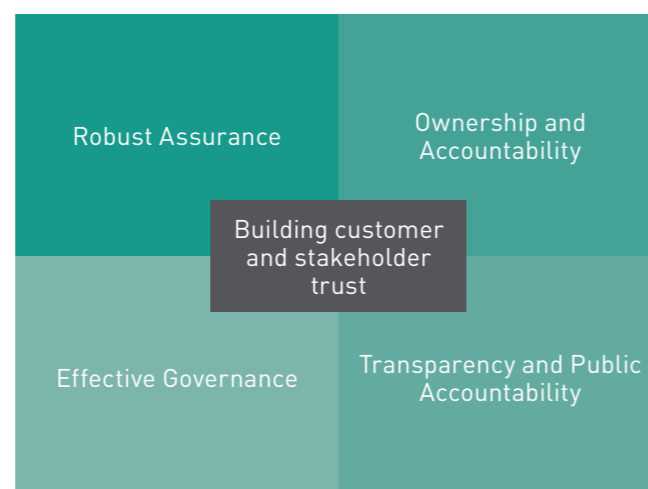 Robust Assurance
Ownership and
Accountability
Building customer
and stakeholder
trust
Effective Governance
Transparency and Public
Accountability